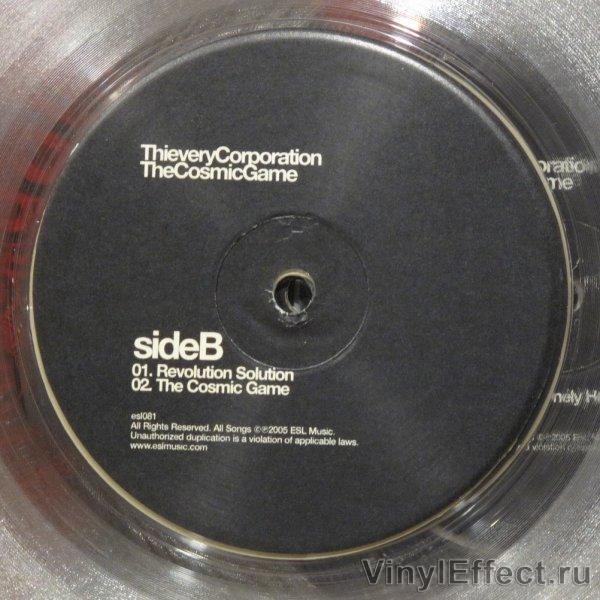 ThieveryCorporation
TheCosmicGame
sideB
01. Revolution Solution
02. The Cosmic Game
esl081
All Rights Reserved. All Songs ©℗2005 ESL Music.
Unauthorized duplication is a violation of applicable laws.
www.eslmusic.com
VinylEffect.ru